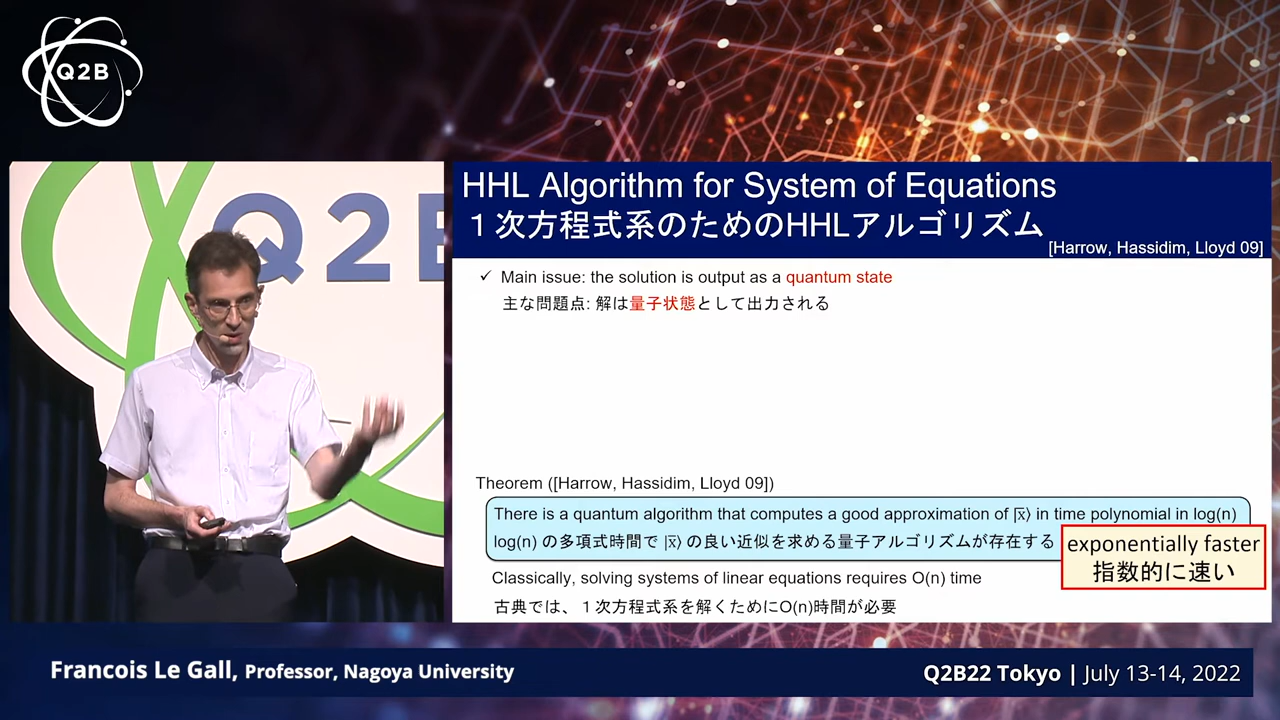 Q2B
Q2B
HHL Algorithm for System of Equations
１次方程式系のためのHHLアルゴリズム
[Harrow, Hassidim, Lloyd 09]
✓ Main issue: the solution is output as a quantum state
主な問題点: 解は量子状態として出力される
Theorem ([Harrow, Hassidim, Lloyd 09])
There is a quantum algorithm that computes a good approximation of |x̄⟩ in time polynomial in log(n)
log(n) の多項式時間で |x̄⟩ の良い近似を求める量子アルゴリズムが存在する
exponentially faster
指数的に速い
Classically, solving systems of linear equations requires O(n) time
古典では、１次方程式系を解くためにO(n)時間が必要
Francois Le Gall, Professor, Nagoya University
Q2B22 Tokyo | July 13-14, 2022